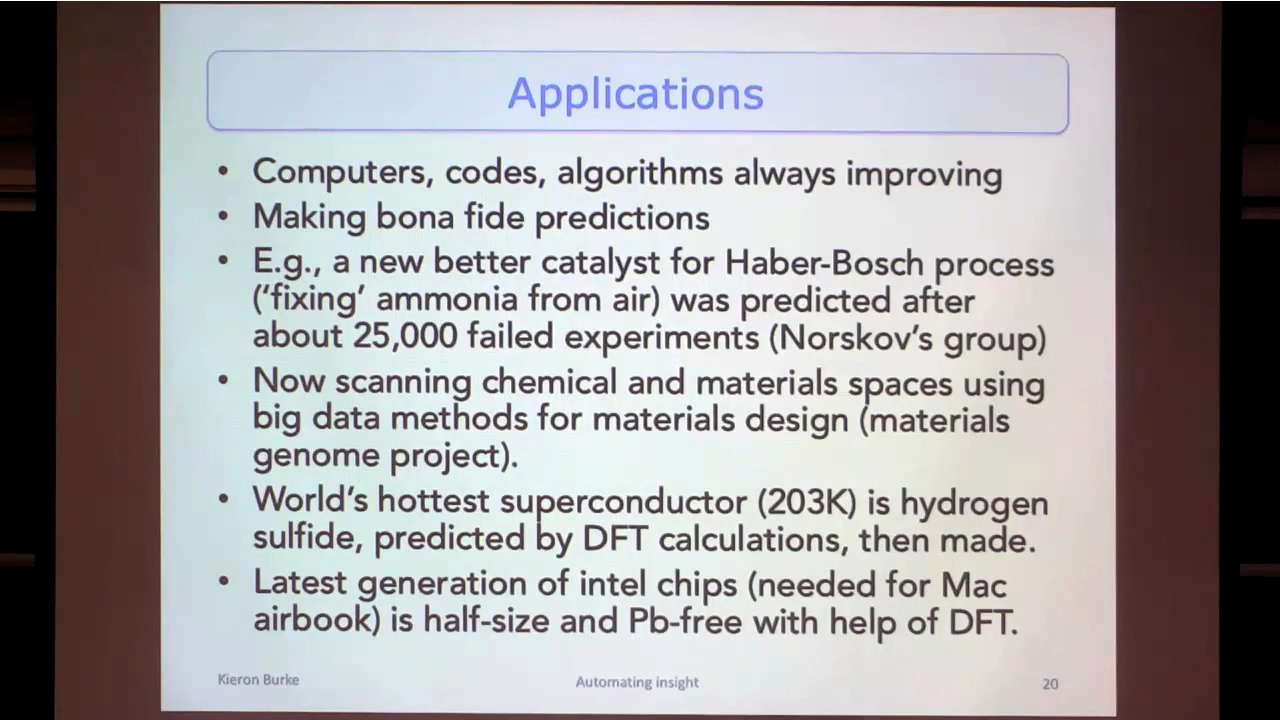 Applications
• Computers, codes, algorithms always improving
• Making bona fide predictions
• E.g., a new better catalyst for Haber-Bosch process
(‘fixing’ ammonia from air) was predicted after
about 25,000 failed experiments (Norskov’s group)
• Now scanning chemical and materials spaces using
big data methods for materials design (materials
genome project).
• World’s hottest superconductor (203K) is hydrogen
sulfide, predicted by DFT calculations, then made.
• Latest generation of intel chips (needed for Mac
airbook) is half-size and Pb-free with help of DFT.
Kieron Burke
Automating insight
20